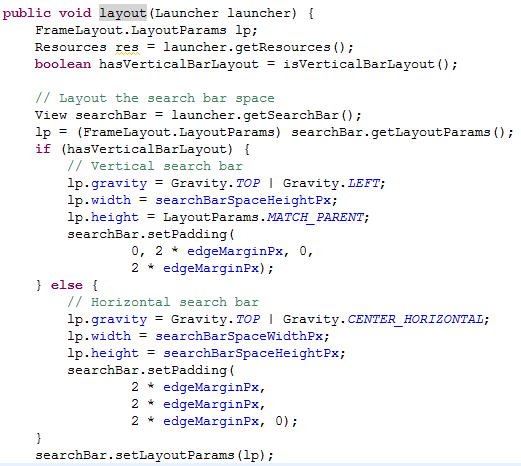 public void layout(Launcher launcher) {
FrameLayout.LayoutParams lp;
Resources res = launcher.getResources();
boolean hasVerticalBarLayout = isVerticalBarLayout();
// Layout the search bar space
View searchBar = launcher.getSearchBar();
lp = (FrameLayout.LayoutParams) searchBar.getLayoutParams();
if (hasVerticalBarLayout) {
// Vertical search bar
lp.gravity = Gravity.TOP | Gravity.LEFT;
lp.width = searchBarSpaceHeightPx;
lp.height = LayoutParams.MATCH_PARENT;
searchBar.setPadding(
0, 2 * edgeMarginPx, 0,
2 * edgeMarginPx);
} else {
// Horizontal search bar
lp.gravity = Gravity.TOP | Gravity.CENTER_HORIZONTAL;
lp.width = searchBarSpaceWidthPx;
lp.height = searchBarSpaceHeightPx;
searchBar.setPadding(
2 * edgeMarginPx,
2 * edgeMarginPx,
2 * edgeMarginPx, 0);
}
searchBar.setLayoutParams(lp);